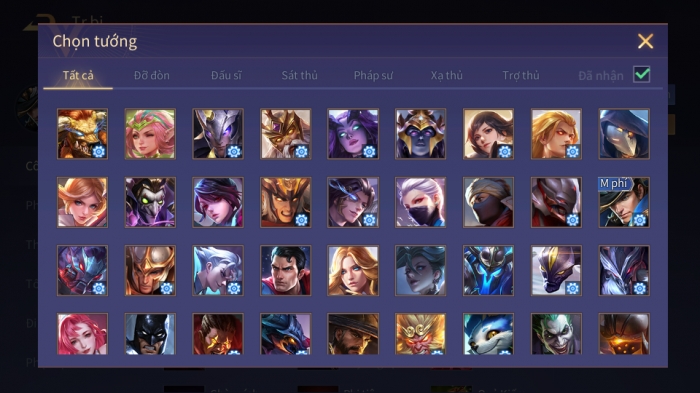 Chọn tướng
Tất cả
Đỡ đòn
Đấu sĩ
Sát thủ
Pháp sư
Xạ thủ
Trợ thủ
Đã nhận
M phí